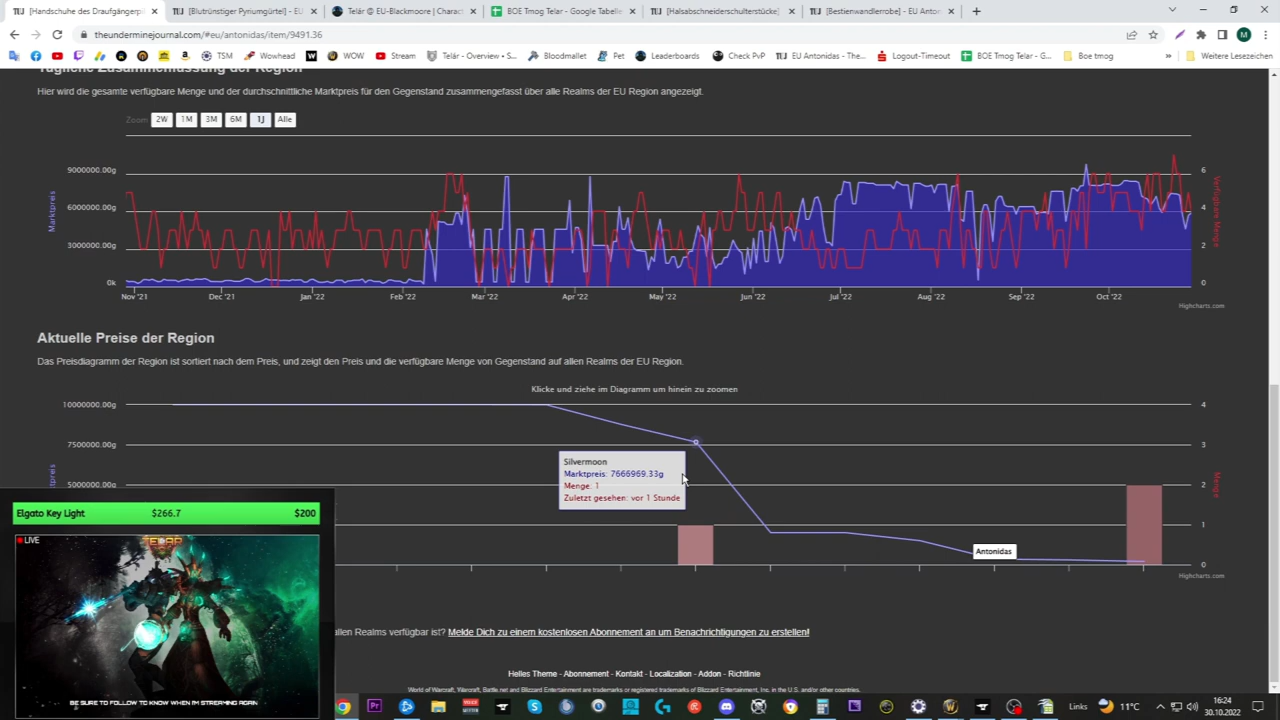 [Handschuhe des Draufgängerpi
[Blutrünstiger Pyriumgürtel] - EU
Telár @ EU-Blackmoore | Charac
BOE Tmog Telar - Google Tabelle
[Halsabschneiderschulterstücke]
[Bestienwandlerrobe] - EU Anton
theunderminejournal.com/#eu/antonidas/item/9491.36
TSM
Wowhead
WOW
Stream
Telár - Overview • S...
Bloodmallet
Pet
Leaderboards
Check PvP
EU Antonidas - The...
Logout-Timeout
BOE Tmog Telar - G...
Boe tmog
Weitere Lesezeichen
Tägliche Zusammenfassung der Region
Hier wird die gesamte verfügbare Menge und der durchschnittliche Marktpreis für den Gegenstand zusammengefasst über alle Realms der EU Region angezeigt.
Zoom 2W 1M 3M 6M 1J Alle
9000000.00g
6000000.00g
3000000.00g
0k
Marktpreis
6
4
2
0
Verfügbare Menge
Nov '21 Dec '21 Jan '22 Feb '22 Mar '22 Apr '22 May '22 Jun '22 Jul '22 Aug '22 Sep '22 Oct '22
Highcharts.com
Aktuelle Preise der Region
Das Preisdiagramm der Region ist sortiert nach dem Preis, und zeigt den Preis und die verfügbare Menge von Gegenstand auf allen Realms der EU Region.
Klicke und ziehe im Diagramm um hinein zu zoomen
10000000.00g
7500000.00g
5000000.00g
4
3
2
1
0
Menge
Silvermoon
Marktpreis: 7666969.33g
Menge: 1
Zuletzt gesehen: vor 1 Stunde
Antonidas
Highcharts.com
Elgato Key Light $266.7 $200
LIVE
TELAR
BE SURE TO FOLLOW TO KNOW WHEN I'M STREAMING AGAIN
allen Realms verfügbar ist? Melde Dich zu einem kostenlosen Abonnement an um Benachrichtigungen zu erstellen!
Helles Theme - Abonnement - Kontakt - Localization - Addon - Richtlinie
World of Warcraft, Warcraft, Battle.net and Blizzard Entertainment are trademarks or registered trademarks of Blizzard Entertainment, Inc. in the U.S. and/or other countries.
Links
11°C
16:24
30.10.2022